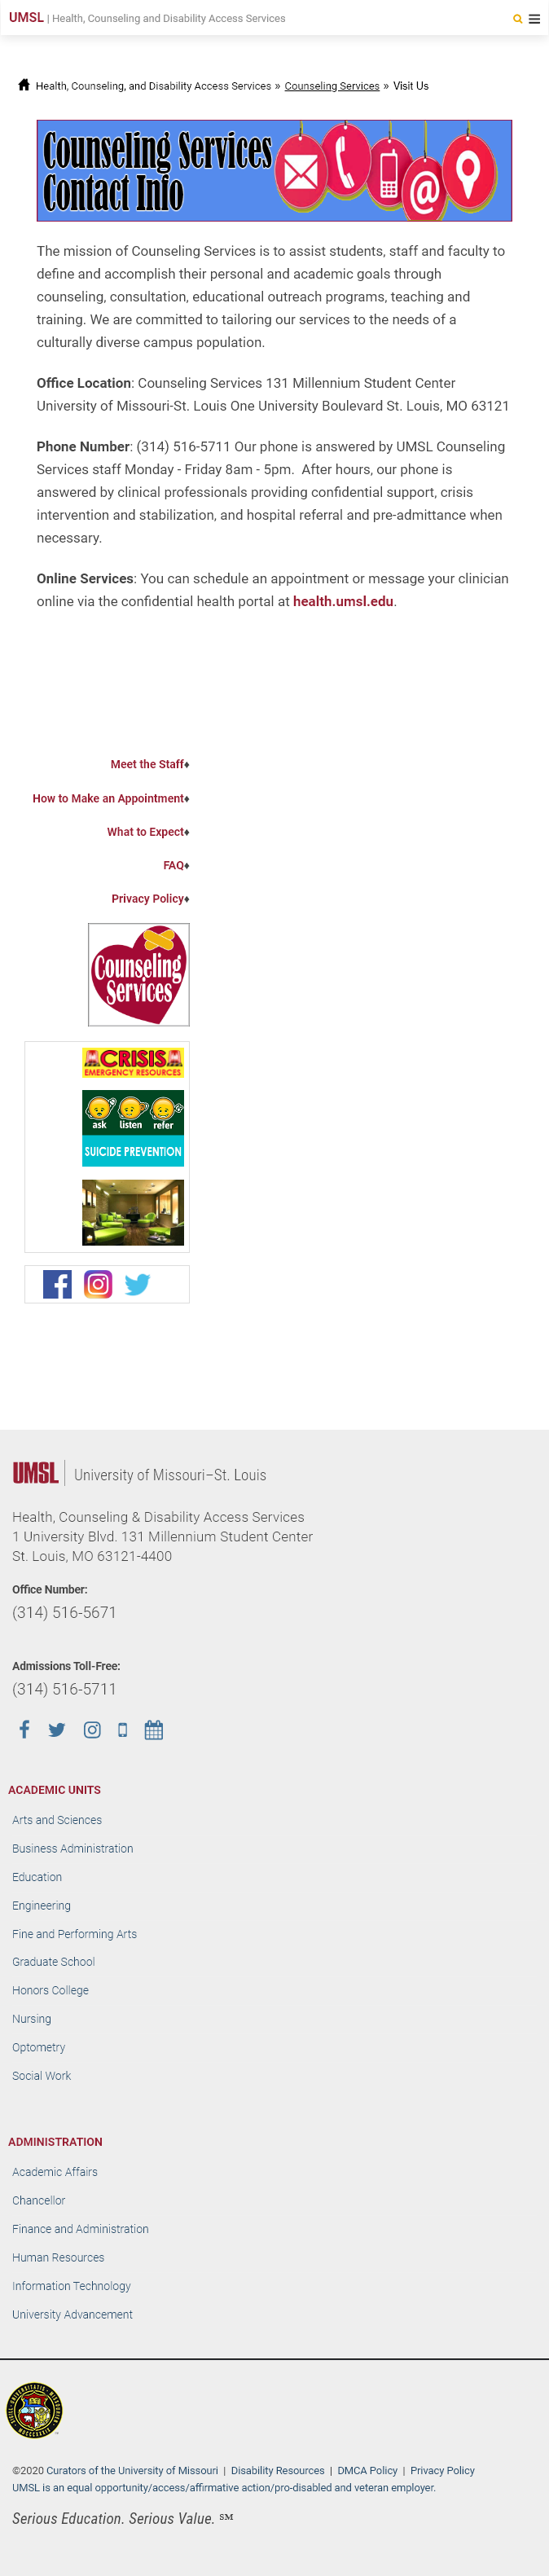 UMSL | Health, Counseling and Disability Access Services
Health, Counseling, and Disability Access Services » Counseling Services » Visit Us
Counseling Services
Contact Info
The mission of Counseling Services is to assist students, staff and faculty to
define and accomplish their personal and academic goals through
counseling, consultation, educational outreach programs, teaching and
training. We are committed to tailoring our services to the needs of a
culturally diverse campus population.
Office Location: Counseling Services 131 Millennium Student Center
University of Missouri-St. Louis One University Boulevard St. Louis, MO 63121
Phone Number: (314) 516-5711 Our phone is answered by UMSL Counseling
Services staff Monday - Friday 8am - 5pm. After hours, our phone is
answered by clinical professionals providing confidential support, crisis
intervention and stabilization, and hospital referral and pre-admittance when
necessary.
Online Services: You can schedule an appointment or message your clinician
online via the confidential health portal at health.umsl.edu.
Meet the Staff♦
How to Make an Appointment♦
What to Expect♦
FAQ♦
Privacy Policy♦
Counseling
Services
CRISIS
EMERGENCY RESOURCES
ask listen refer
SUICIDE PREVENTION
UMSL | University of Missouri–St. Louis
Health, Counseling & Disability Access Services
1 University Blvd. 131 Millennium Student Center
St. Louis, MO 63121-4400
Office Number:
(314) 516-5671
Admissions Toll-Free:
(314) 516-5711
ACADEMIC UNITS
Arts and Sciences
Business Administration
Education
Engineering
Fine and Performing Arts
Graduate School
Honors College
Nursing
Optometry
Social Work
ADMINISTRATION
Academic Affairs
Chancellor
Finance and Administration
Human Resources
Information Technology
University Advancement
©2020 Curators of the University of Missouri | Disability Resources | DMCA Policy | Privacy Policy
UMSL is an equal opportunity/access/affirmative action/pro-disabled and veteran employer.
Serious Education. Serious Value. ℠